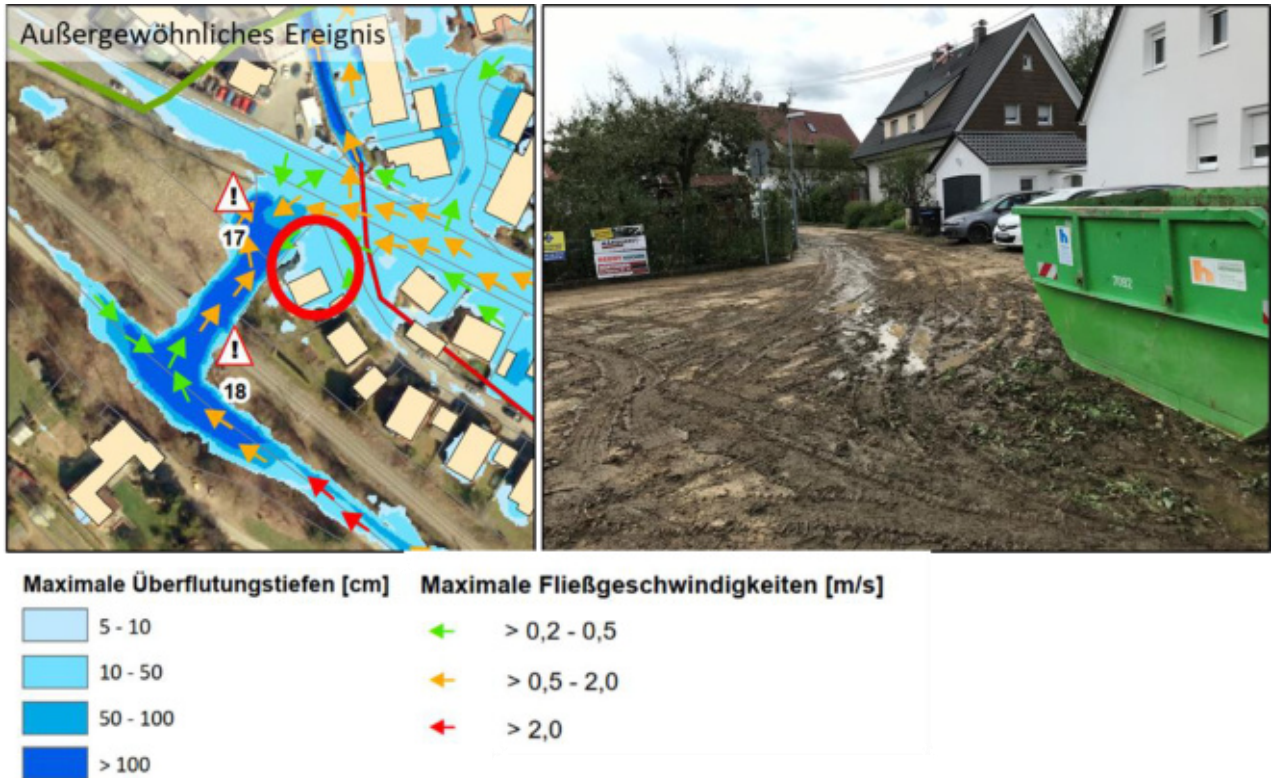 Außergewöhnliches Ereignis
17
18
7092
Maximale Überflutungstiefen [cm]
5 - 10
10 - 50
50 - 100
> 100
Maximale Fließgeschwindigkeiten [m/s]
> 0,2 - 0,5
> 0,5 - 2,0
> 2,0